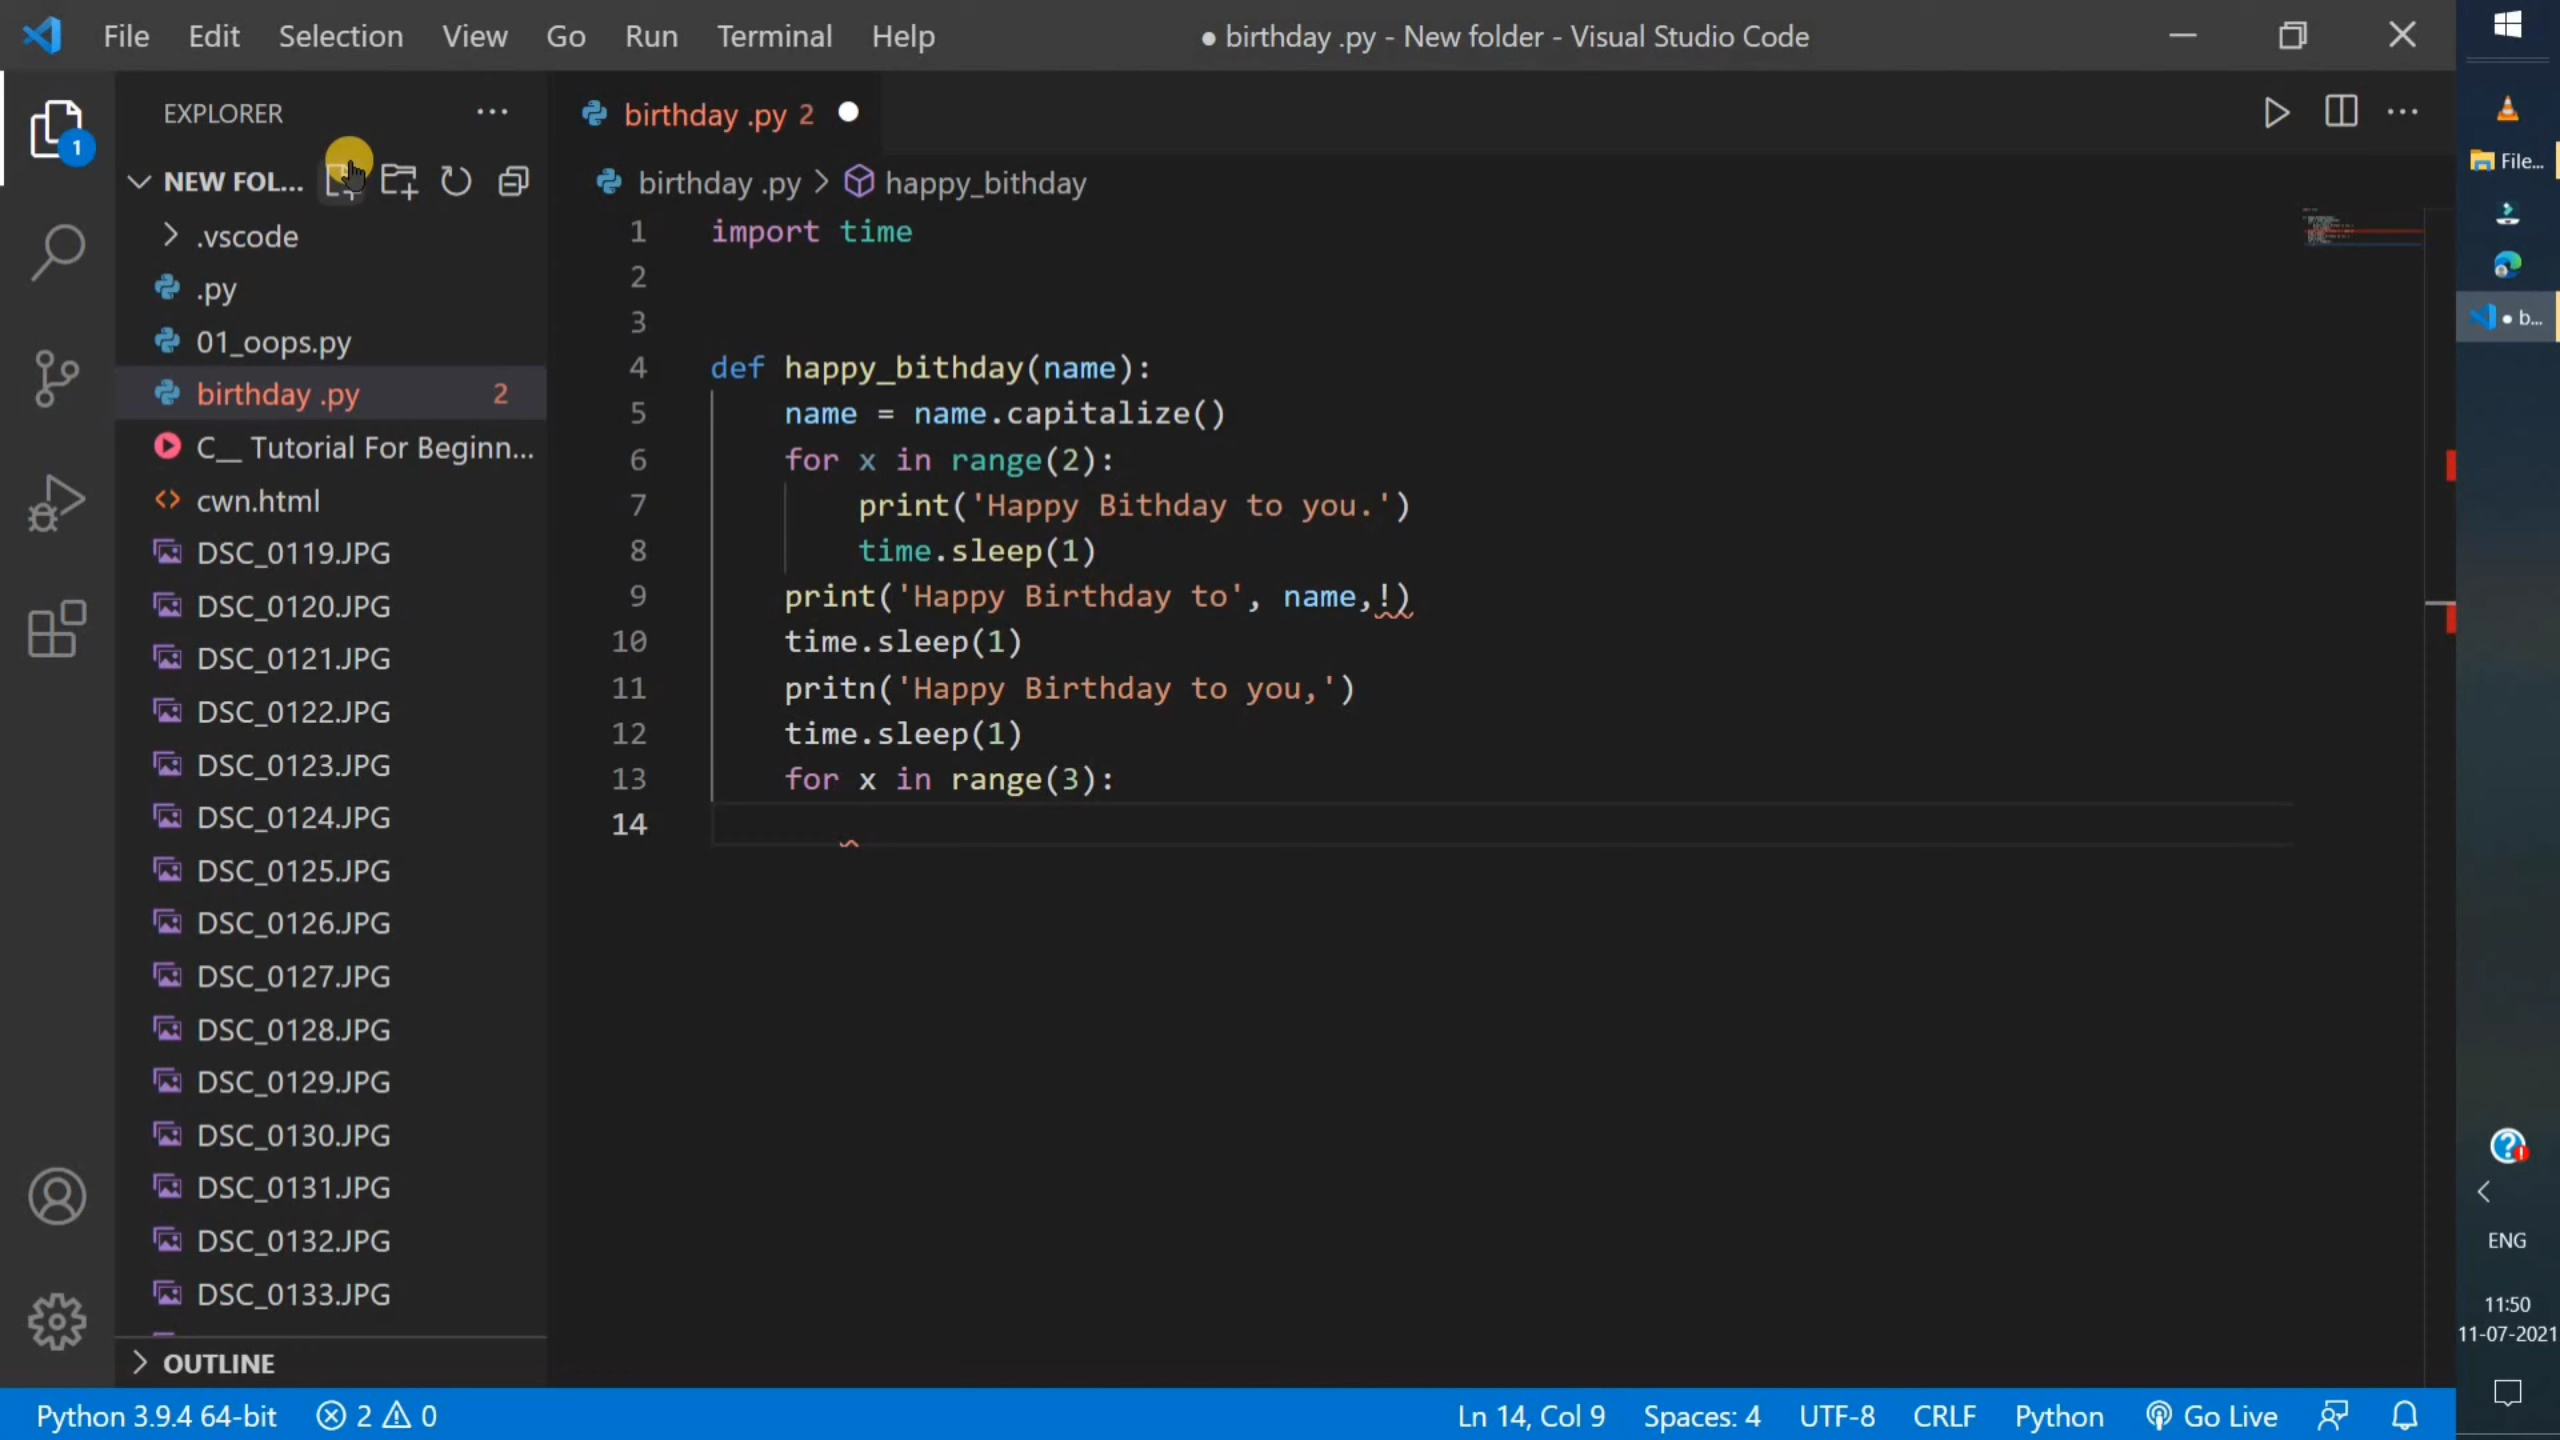 File Edit Selection View Go Run Terminal Help
● birthday .py - New folder - Visual Studio Code
EXPLORER
1
NEW FOL...
.vscode
.py
01_oops.py
birthday .py 2
C__ Tutorial For Beginn...
cwn.html
DSC_0119.JPG
DSC_0120.JPG
DSC_0121.JPG
DSC_0122.JPG
DSC_0123.JPG
DSC_0124.JPG
DSC_0125.JPG
DSC_0126.JPG
DSC_0127.JPG
DSC_0128.JPG
DSC_0129.JPG
DSC_0130.JPG
DSC_0131.JPG
DSC_0132.JPG
DSC_0133.JPG
OUTLINE
birthday .py 2
birthday .py > happy_bithday
1 import time
2
3
4 def happy_bithday(name):
5 name = name.capitalize()
6 for x in range(2):
7 print('Happy Bithday to you.')
8 time.sleep(1)
9 print('Happy Birthday to', name,!)
10 time.sleep(1)
11 pritn('Happy Birthday to you,')
12 time.sleep(1)
13 for x in range(3):
14
Python 3.9.4 64-bit 2 0
Ln 14, Col 9 Spaces: 4 UTF-8 CRLF Python Go Live
File...
● b...
ENG
11:50
11-07-2021